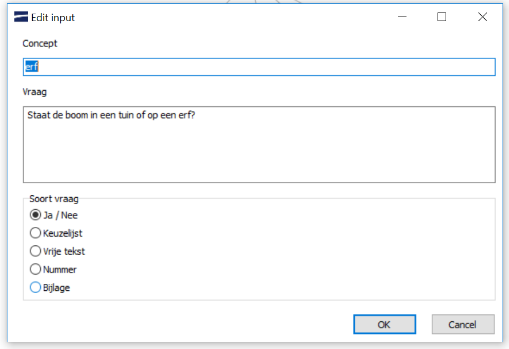 Edit input
Concept
erf
Vraag
Staat de boom in een tuin of op een erf?
Soort vraag
Ja / Nee
Keuzelijst
Vrije tekst
Nummer
Bijlage
OK Cancel